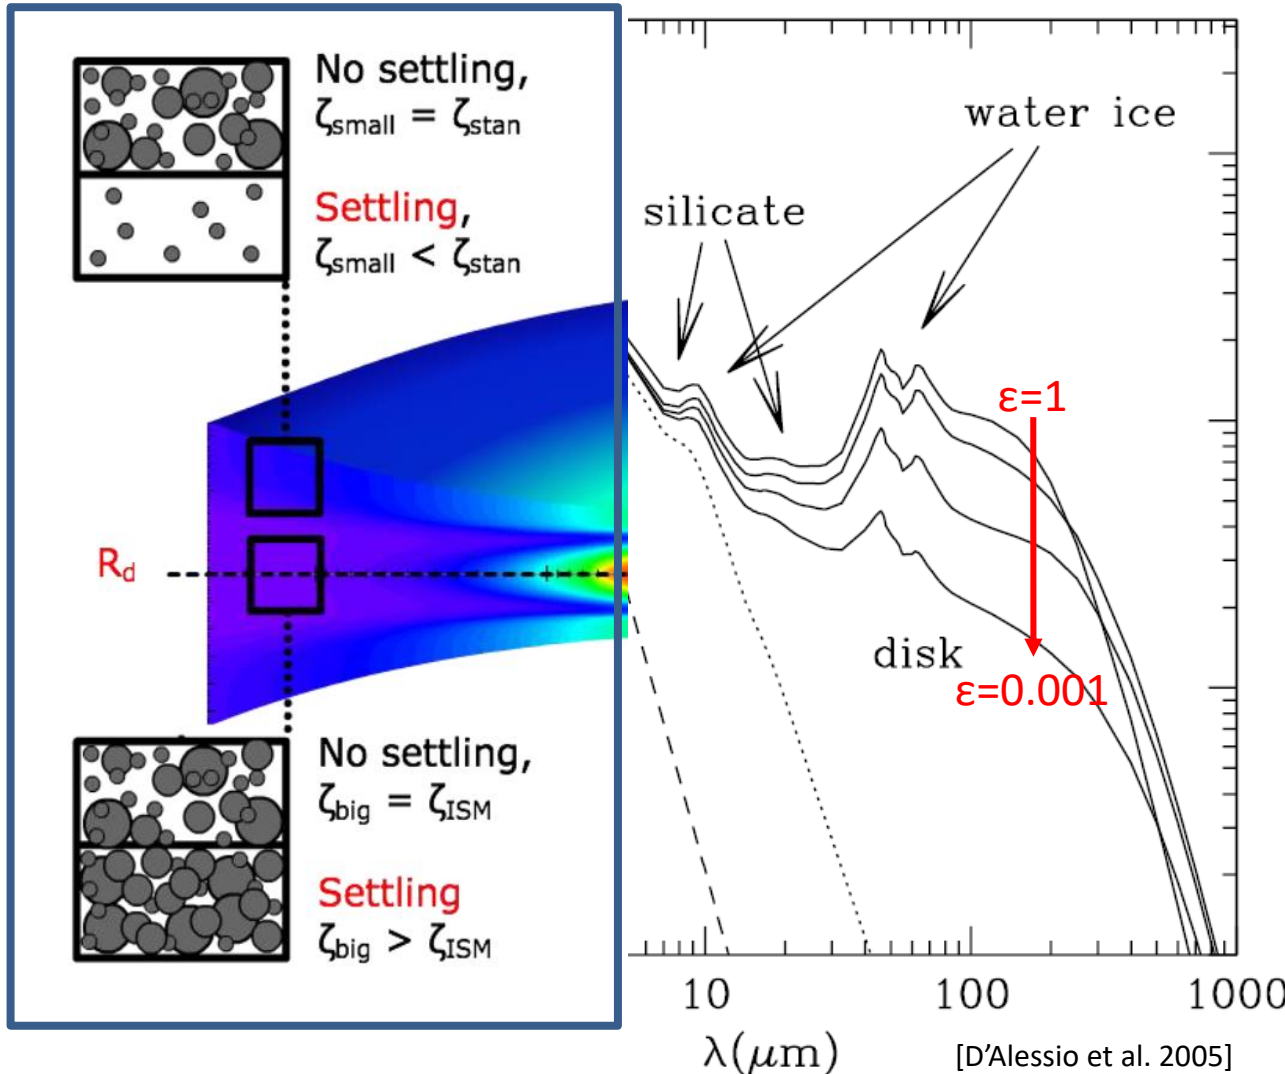 No settling,
ζsmall = ζstan
Settling,
ζsmall < ζstan
Rd
No settling,
ζbig = ζISM
Settling
ζbig > ζISM
water ice
silicate
ε=1
disk
ε=0.001
10
100
1000
λ(μm)
[D’Alessio et al. 2005]